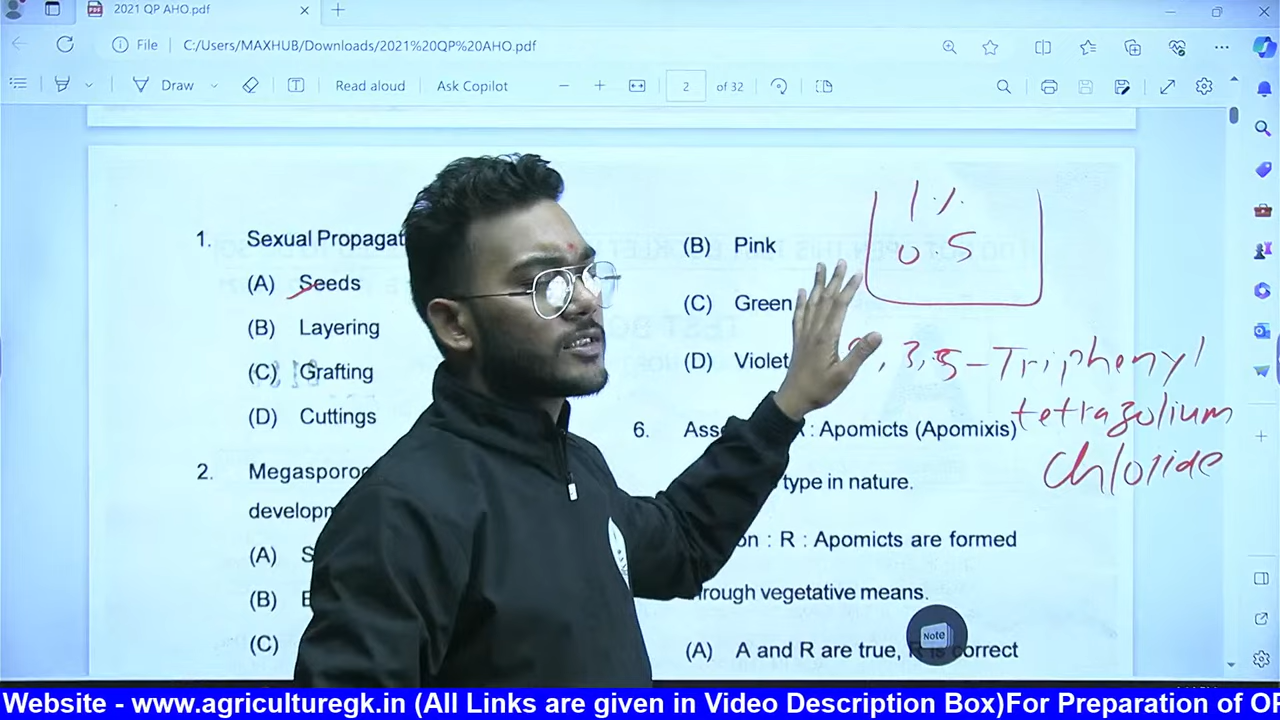 2021 QP AHO.pdf
File
C:/Users/MAXHUB/Downloads/2021%20QP%20AHO.pdf
Draw
Read aloud
Ask Copilot
2
of 32
1.
Sexual Propagat
(A) Seeds
(B) Layering
(C) Grafting
(D) Cuttings
2.
Megasporo
developm
(A) S
(B)
(C)
(B) Pink
(C) Green
(D) Violet
6.
Asse : Apomicts (Apomixis)
type in nature.
on : R : Apomicts are formed
through vegetative means.
(A) A and R are true, R is correct
1 %
0.5
, 3, 5 - Triphenyl
tetrazolium
chloride
Note
Website - www.agriculturegk.in (All Links are given in Video Description Box)For Preparation of OP